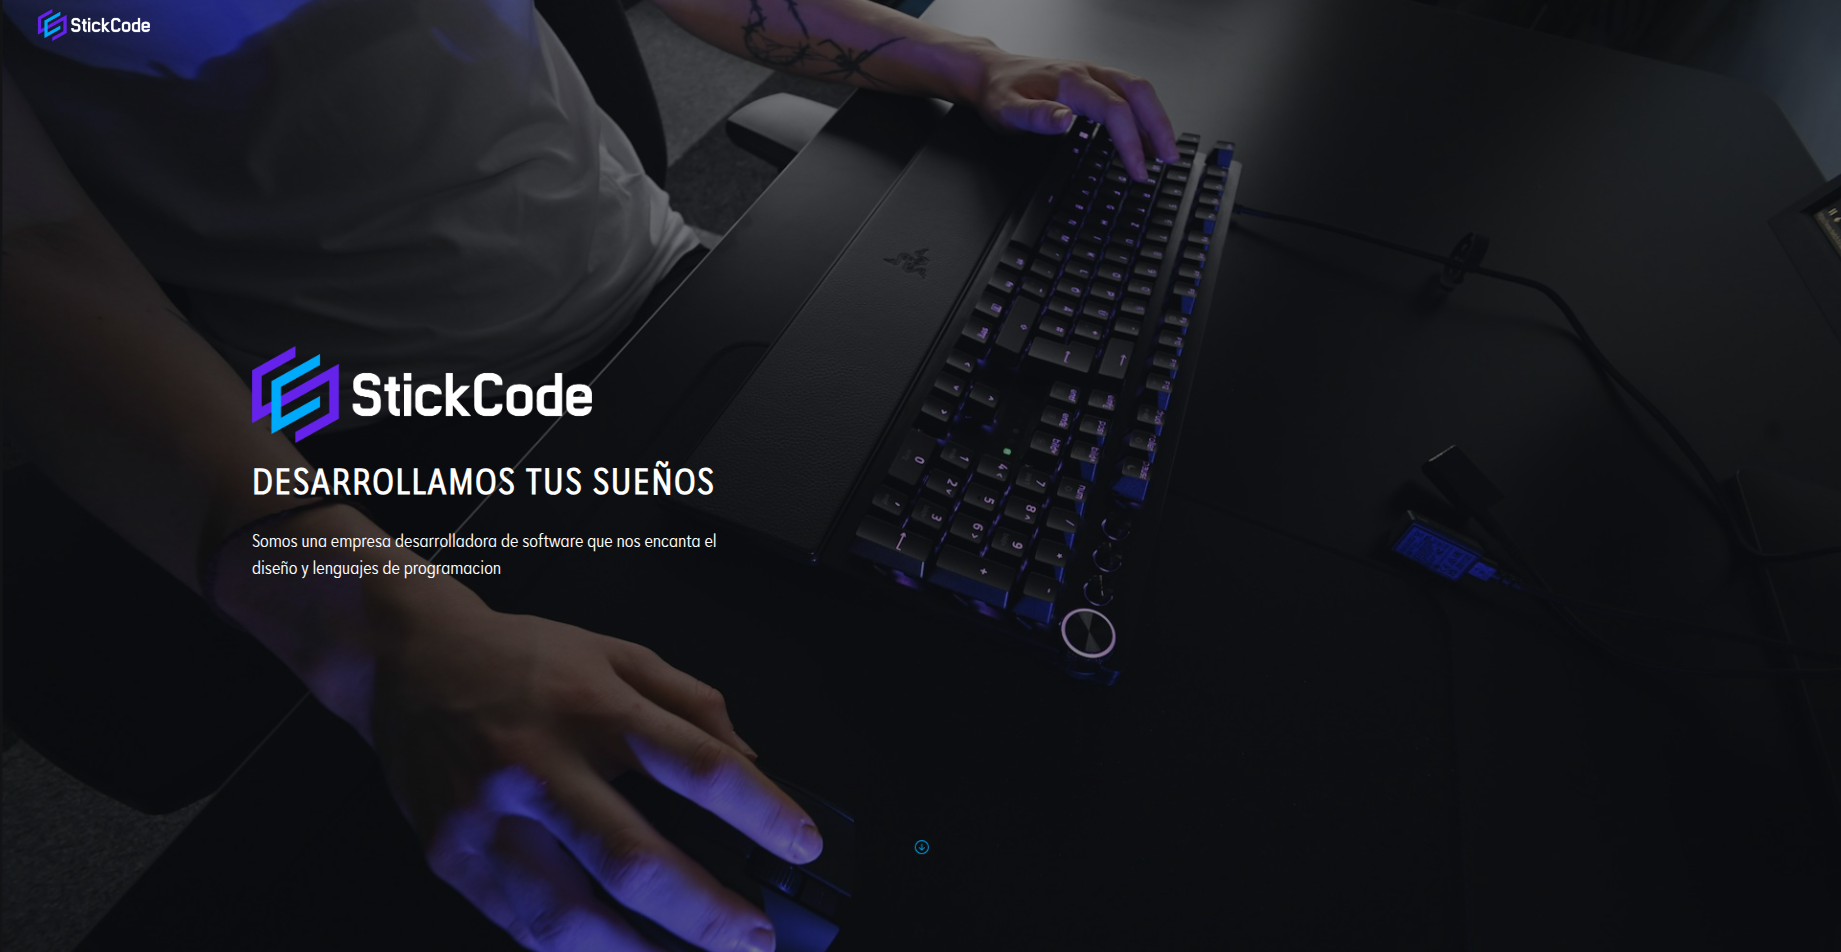 StickCode
StickCode
DESARROLLAMOS TUS SUEÑOS
Somos una empresa desarrolladora de software que nos encanta el
diseño y lenguajes de programacion